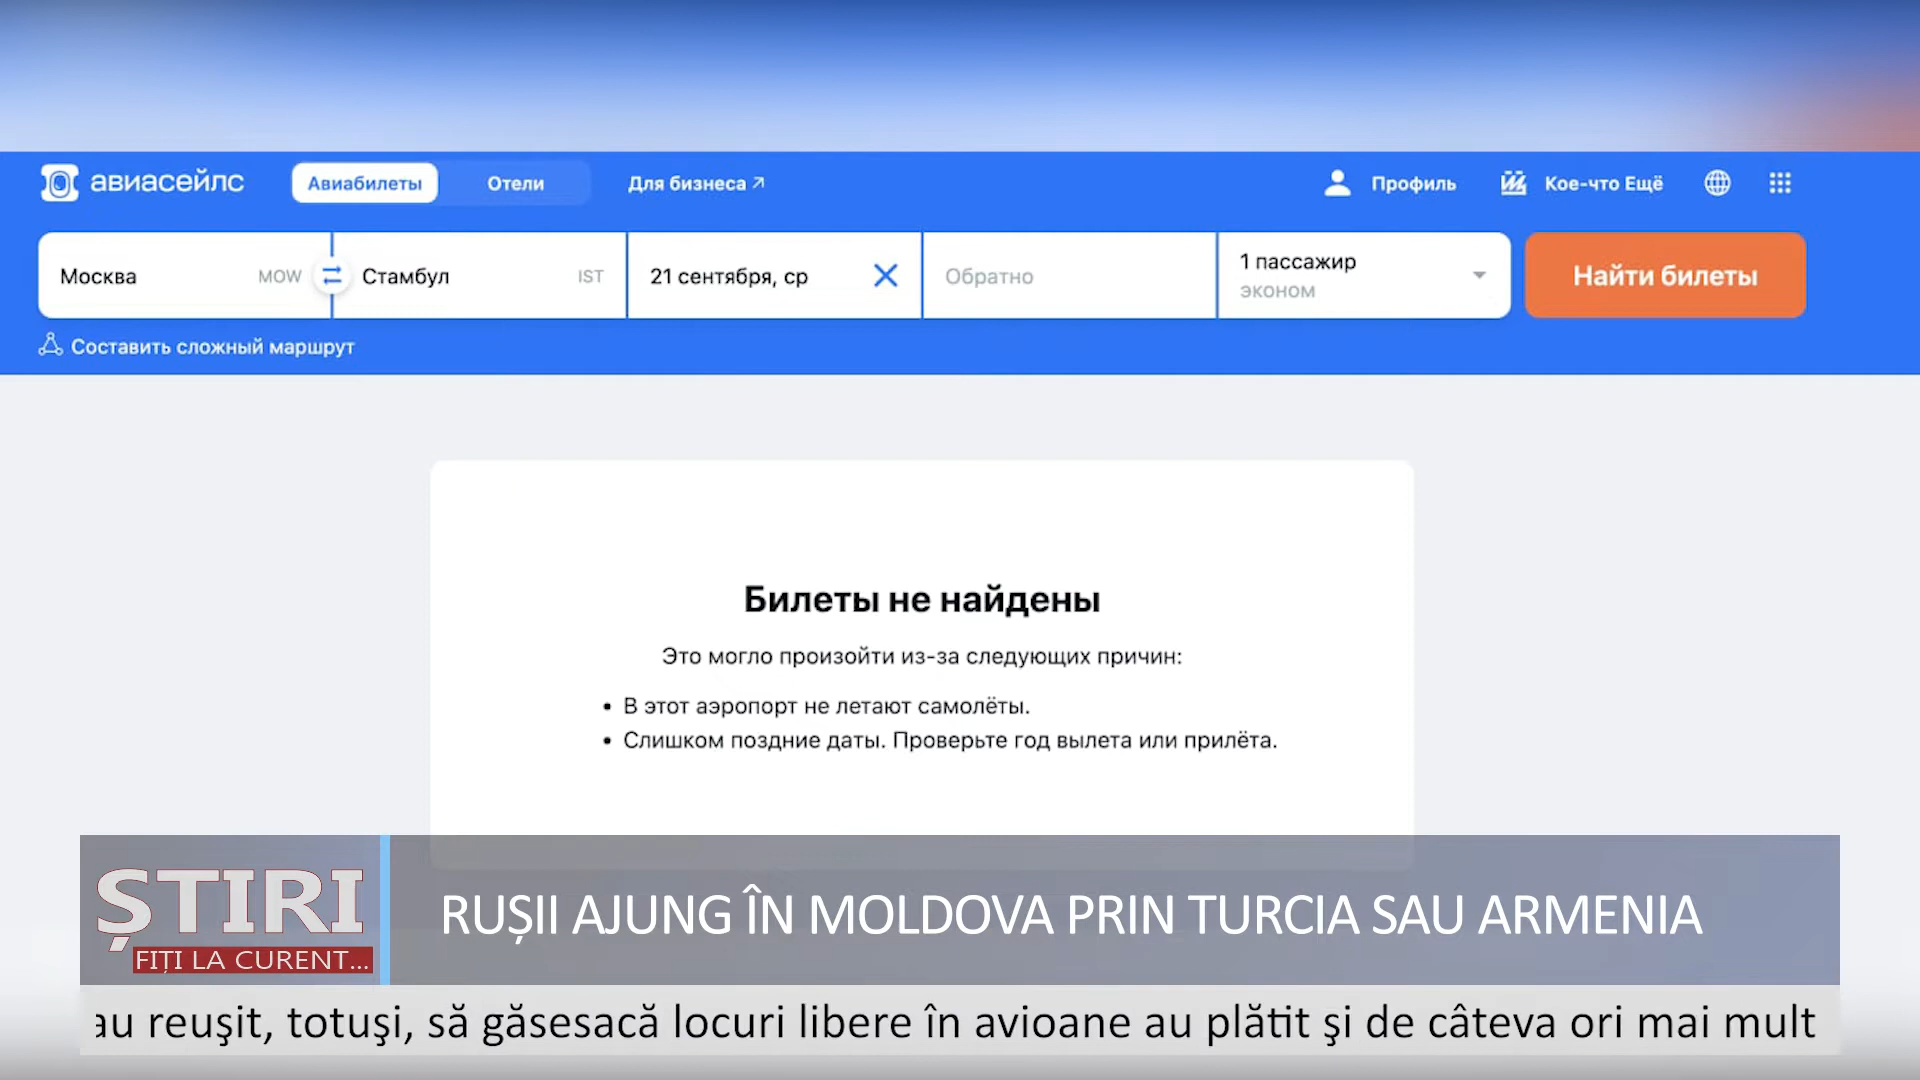 авиасейлс Авиабилеты Отели Для бизнеса ↗ Профиль Кое-что Ещё
Москва MOW Стамбул IST 21 сентября, ср Обратно 1 пассажир
эконом
Найти билеты
Составить сложный маршрут
Билеты не найдены
Это могло произойти из-за следующих причин:
• В этот аэропорт не летают самолёты.
• Слишком поздние даты. Проверьте год вылета или прилёта.
ȘTIRI
FIȚI LA CURENT...
RUȘII AJUNG ÎN MOLDOVA PRIN TURCIA SAU ARMENIA
au reuşit, totuşi, să găsesacă locuri libere în avioane au plătit şi de câteva ori mai mult